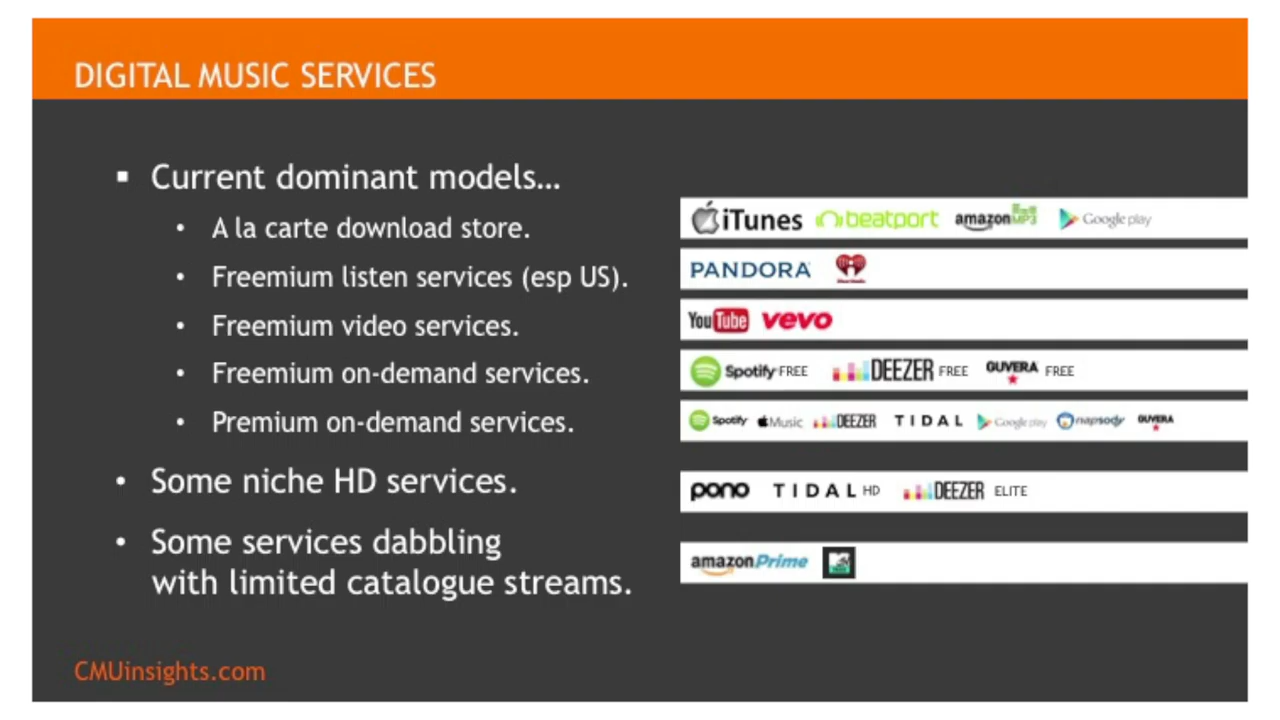 DIGITAL MUSIC SERVICES
▪ Current dominant models…
• A la carte download store.
iTunes beatport amazonMP3 Google play
• Freemium listen services (esp US).
PANDORA
• Freemium video services.
YouTube vevo
• Freemium on-demand services.
Spotify FREE DEEZER FREE GUVERA FREE
• Premium on-demand services.
Spotify Music DEEZER TIDAL Google play napsody GUVERA
• Some niche HD services.
pono TIDAL HD DEEZER ELITE
• Some services dabbling
with limited catalogue streams.
amazonPrime
CMUinsights.com